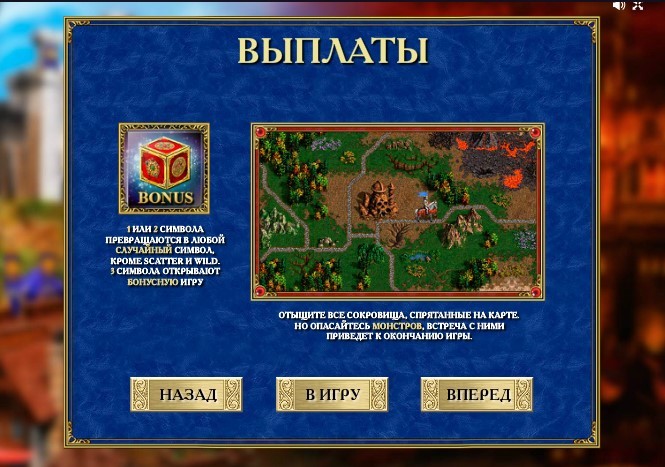 ВЫПЛАТЫ
BONUS
1 ИЛИ 2 СИМВОЛА
ПРЕВРАЩАЮТСЯ В ЛЮБОЙ
СЛУЧАЙНЫЙ СИМВОЛ,
КРОМЕ SCATTER И WILD.
3 СИМВОЛА ОТКРЫВАЮТ
БОНУСНУЮ ИГРУ
ОТЫЩИТЕ ВСЕ СОКРОВИЩА, СПРЯТАННЫЕ НА КАРТЕ.
НО ОПАСАЙТЕСЬ МОНСТРОВ, ВСТРЕЧА С НИМИ
ПРИВЕДЕТ К ОКОНЧАНИЮ ИГРЫ.
НАЗАД
В ИГРУ
ВПЕРЕД